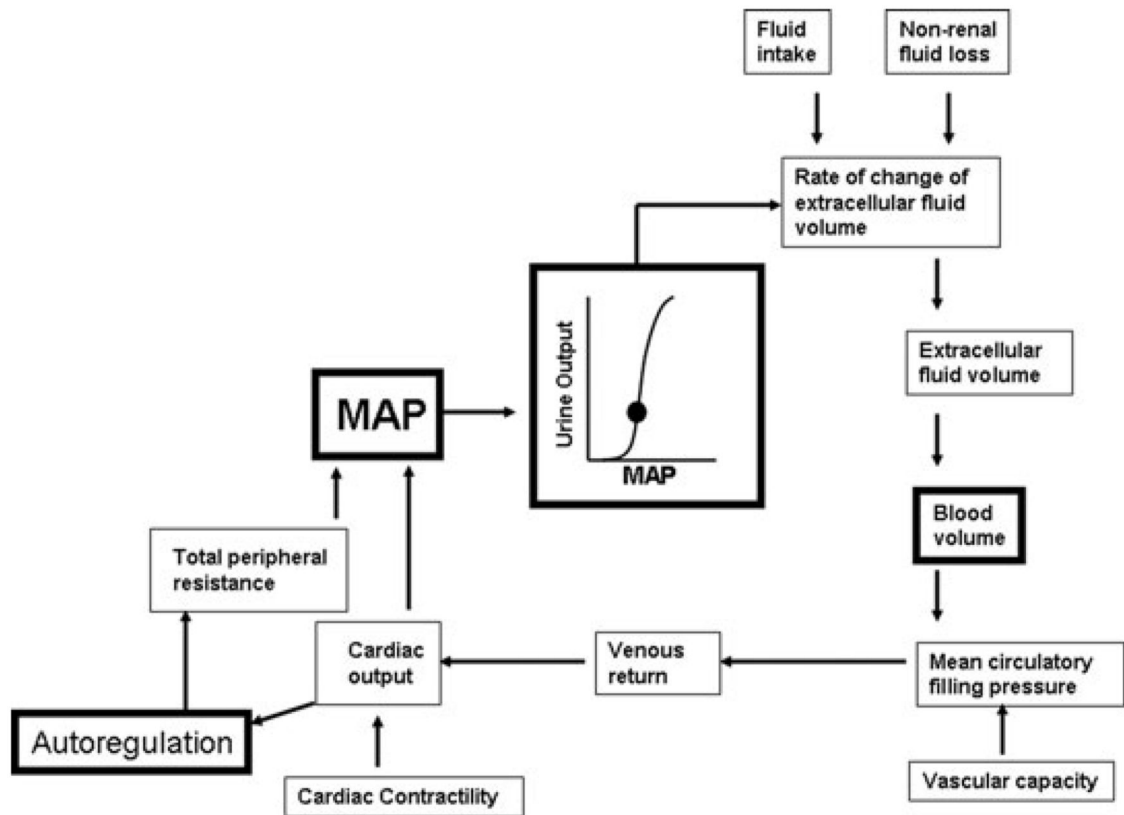 Fluid
intake
Non-renal
fluid loss
Rate of change of
extracellular fluid
volume
Urine Output
MAP
Extracellular
fluid volume
MAP
Blood
volume
Total peripheral
resistance
Cardiac
output
Venous
return
Mean circulatory
filling pressure
Autoregulation
Cardiac Contractility
Vascular capacity